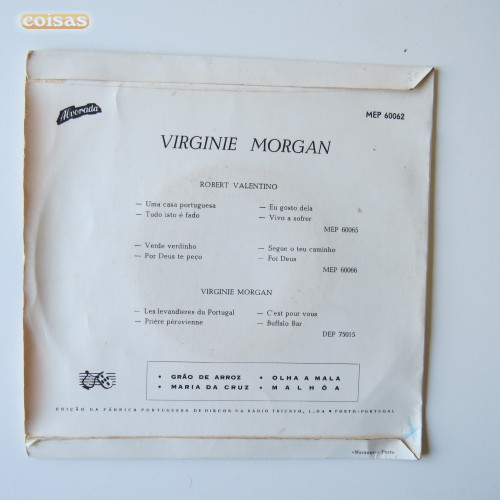 coisas
Alvorada
MEP 60062
VIRGINIE MORGAN
ROBERT VALENTINO
— Uma casa portuguesa — Eu gosto dela
— Tudo isto é fado — Vivo a sofrer
MEP 60065
— Verde verdinho — Segue o teu caminho
— Por Deus te peço — Foi Deus
MEP 60066
VIRGINIE MORGAN
— Les lavandieres du Portugal — C'est pour vous
— Prière péruvienne — Buffalo Bar
DEP 75015
• GRÃO DE ARROZ • OLHA A MALA
• MARIA DA CRUZ • MALHÔA
EDIÇÃO DA FÁBRICA PORTUGUESA DE DISCOS DA RÁDIO TRIUNFO, L.DA • PORTO-PORTUGAL
Porto